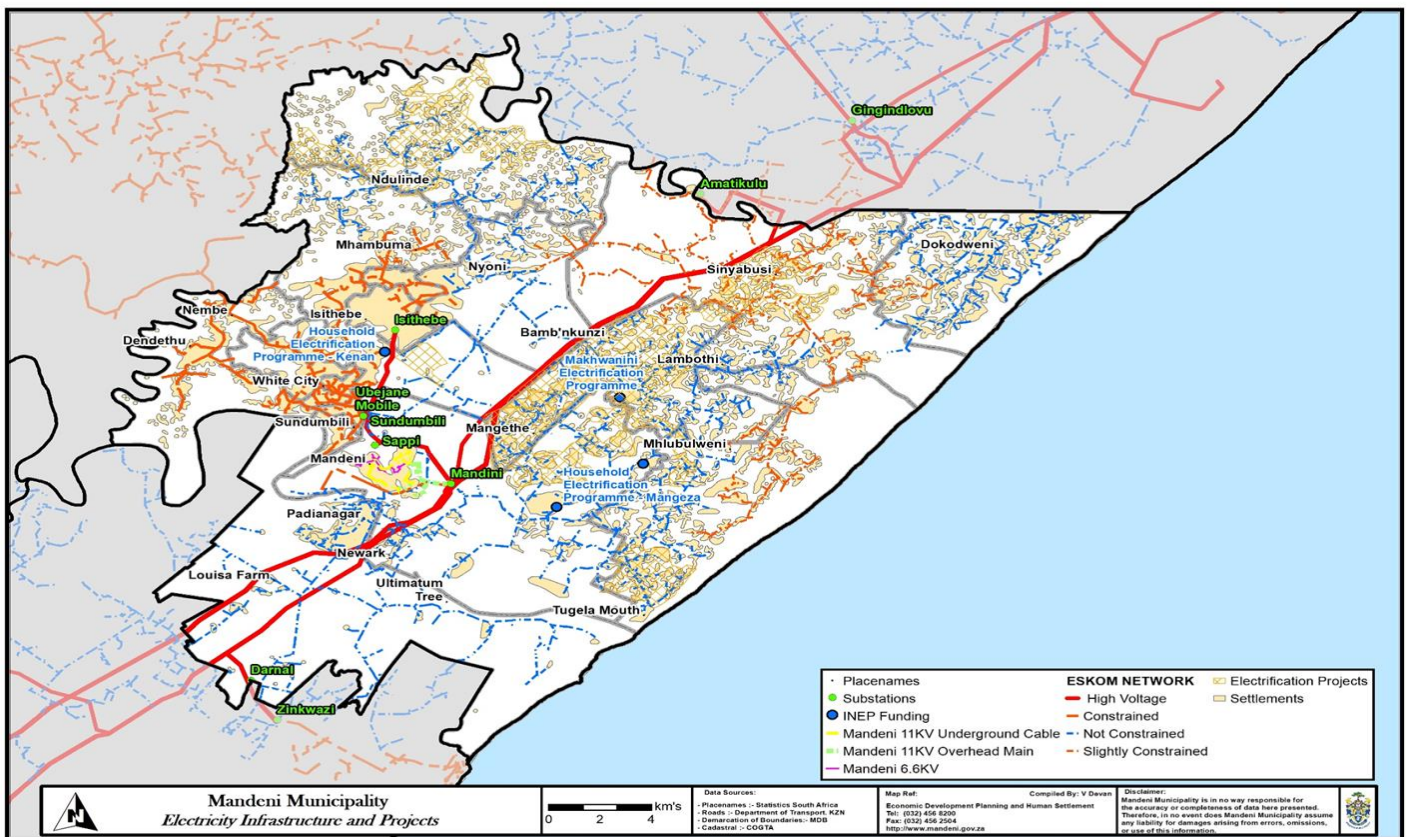 Gingindlovu
Amatikulu
Ndulinde
Dokodweni
Mhambuma
Nyoni
Sinyabusi
Nembe
Isithebe
Isithebe
Household
Electrification
Programme - Kenan
Bamb'nkunzi
Dendethu
Makhwanini
Electrification
Programme
Lambothi
White City
Ubejane
Mobile
Sundumbili
Sundumbili
Mangethe
Sappi
Mhlubulweni
Mandeni
Mandini
Household
Electrification
Programme - Mangeza
Padianagar
Newark
Louisa Farm
Ultimatum
Tree
Tugela Mouth
Darnal
Zinkwazi
Placenames
Substations
INEP Funding
Mandeni 11KV Underground Cable
Mandeni 11KV Overhead Main
Mandeni 6.6KV
ESKOM NETWORK
High Voltage
Constrained
Not Constrained
Slightly Constrained
Electrification Projects
Settlements
N
Mandeni Municipality
Electricity Infrastructure and Projects
0 2 4 km's
Data Sources:
- Placenames :- Statistics South Africa
- Roads :- Department of Transport. KZN
- Demarcation of Boundaries:- MDB
- Cadastral :- COGTA
Map Ref: Compiled By: V Devan
Economic Development Planning and Human Settlement
Tel: (032) 456 8200
Fax: (032) 456 2504
http://www.mandeni.gov.za
Disclaimer:
Mandeni Municipality is in no way responsible for
the accuracy or completeness of data here presented.
Therefore, in no event does Mandeni Municipality assume
any liability for damages arising from errors, omissions,
or use of this information.